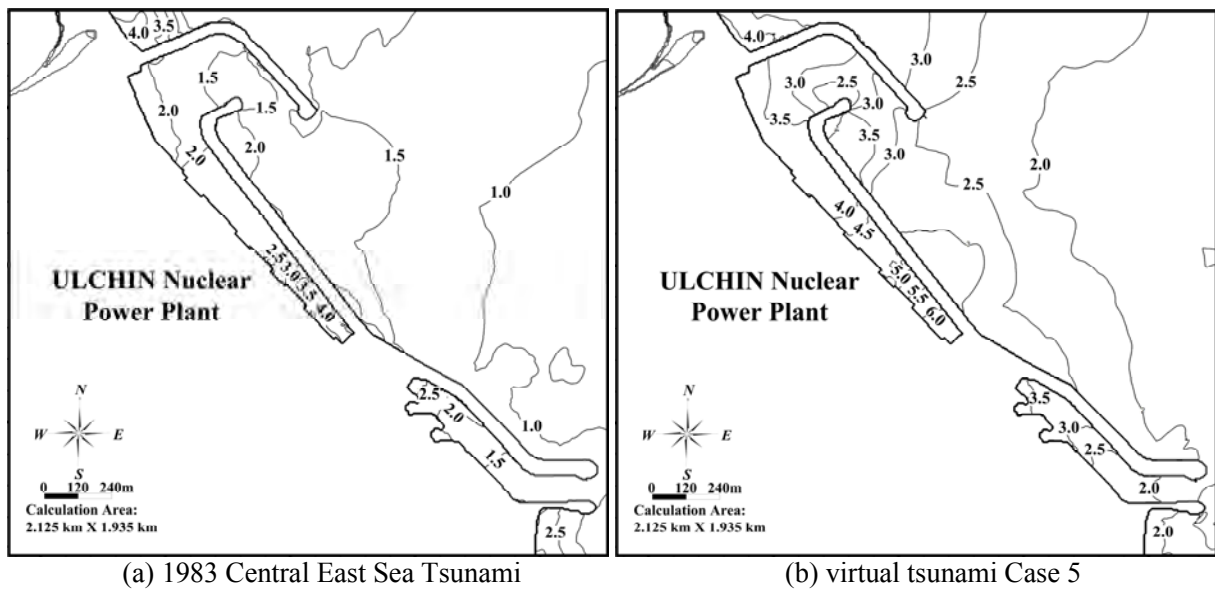 4.0
3.5
1.5
1.5
2.0
2.0
2.0
1.5
1.0
2.5
3.0
3.5
4.0
ULCHIN Nuclear
Power Plant
2.5
2.0
1.0
1.5
2.5
N
W E
S
0 120 240m
Calculation Area:
2.125 km X 1.935 km
(a) 1983 Central East Sea Tsunami
4.0
3.0
2.5
3.0
2.5
3.0
3.5
3.5
3.0
2.0
2.5
4.0
4.5
5.0
5.5
6.0
ULCHIN Nuclear
Power Plant
3.5
3.0
2.5
2.0
2.0
N
W E
S
0 120 240m
Calculation Area:
2.125 km X 1.935 km
(b) virtual tsunami Case 5